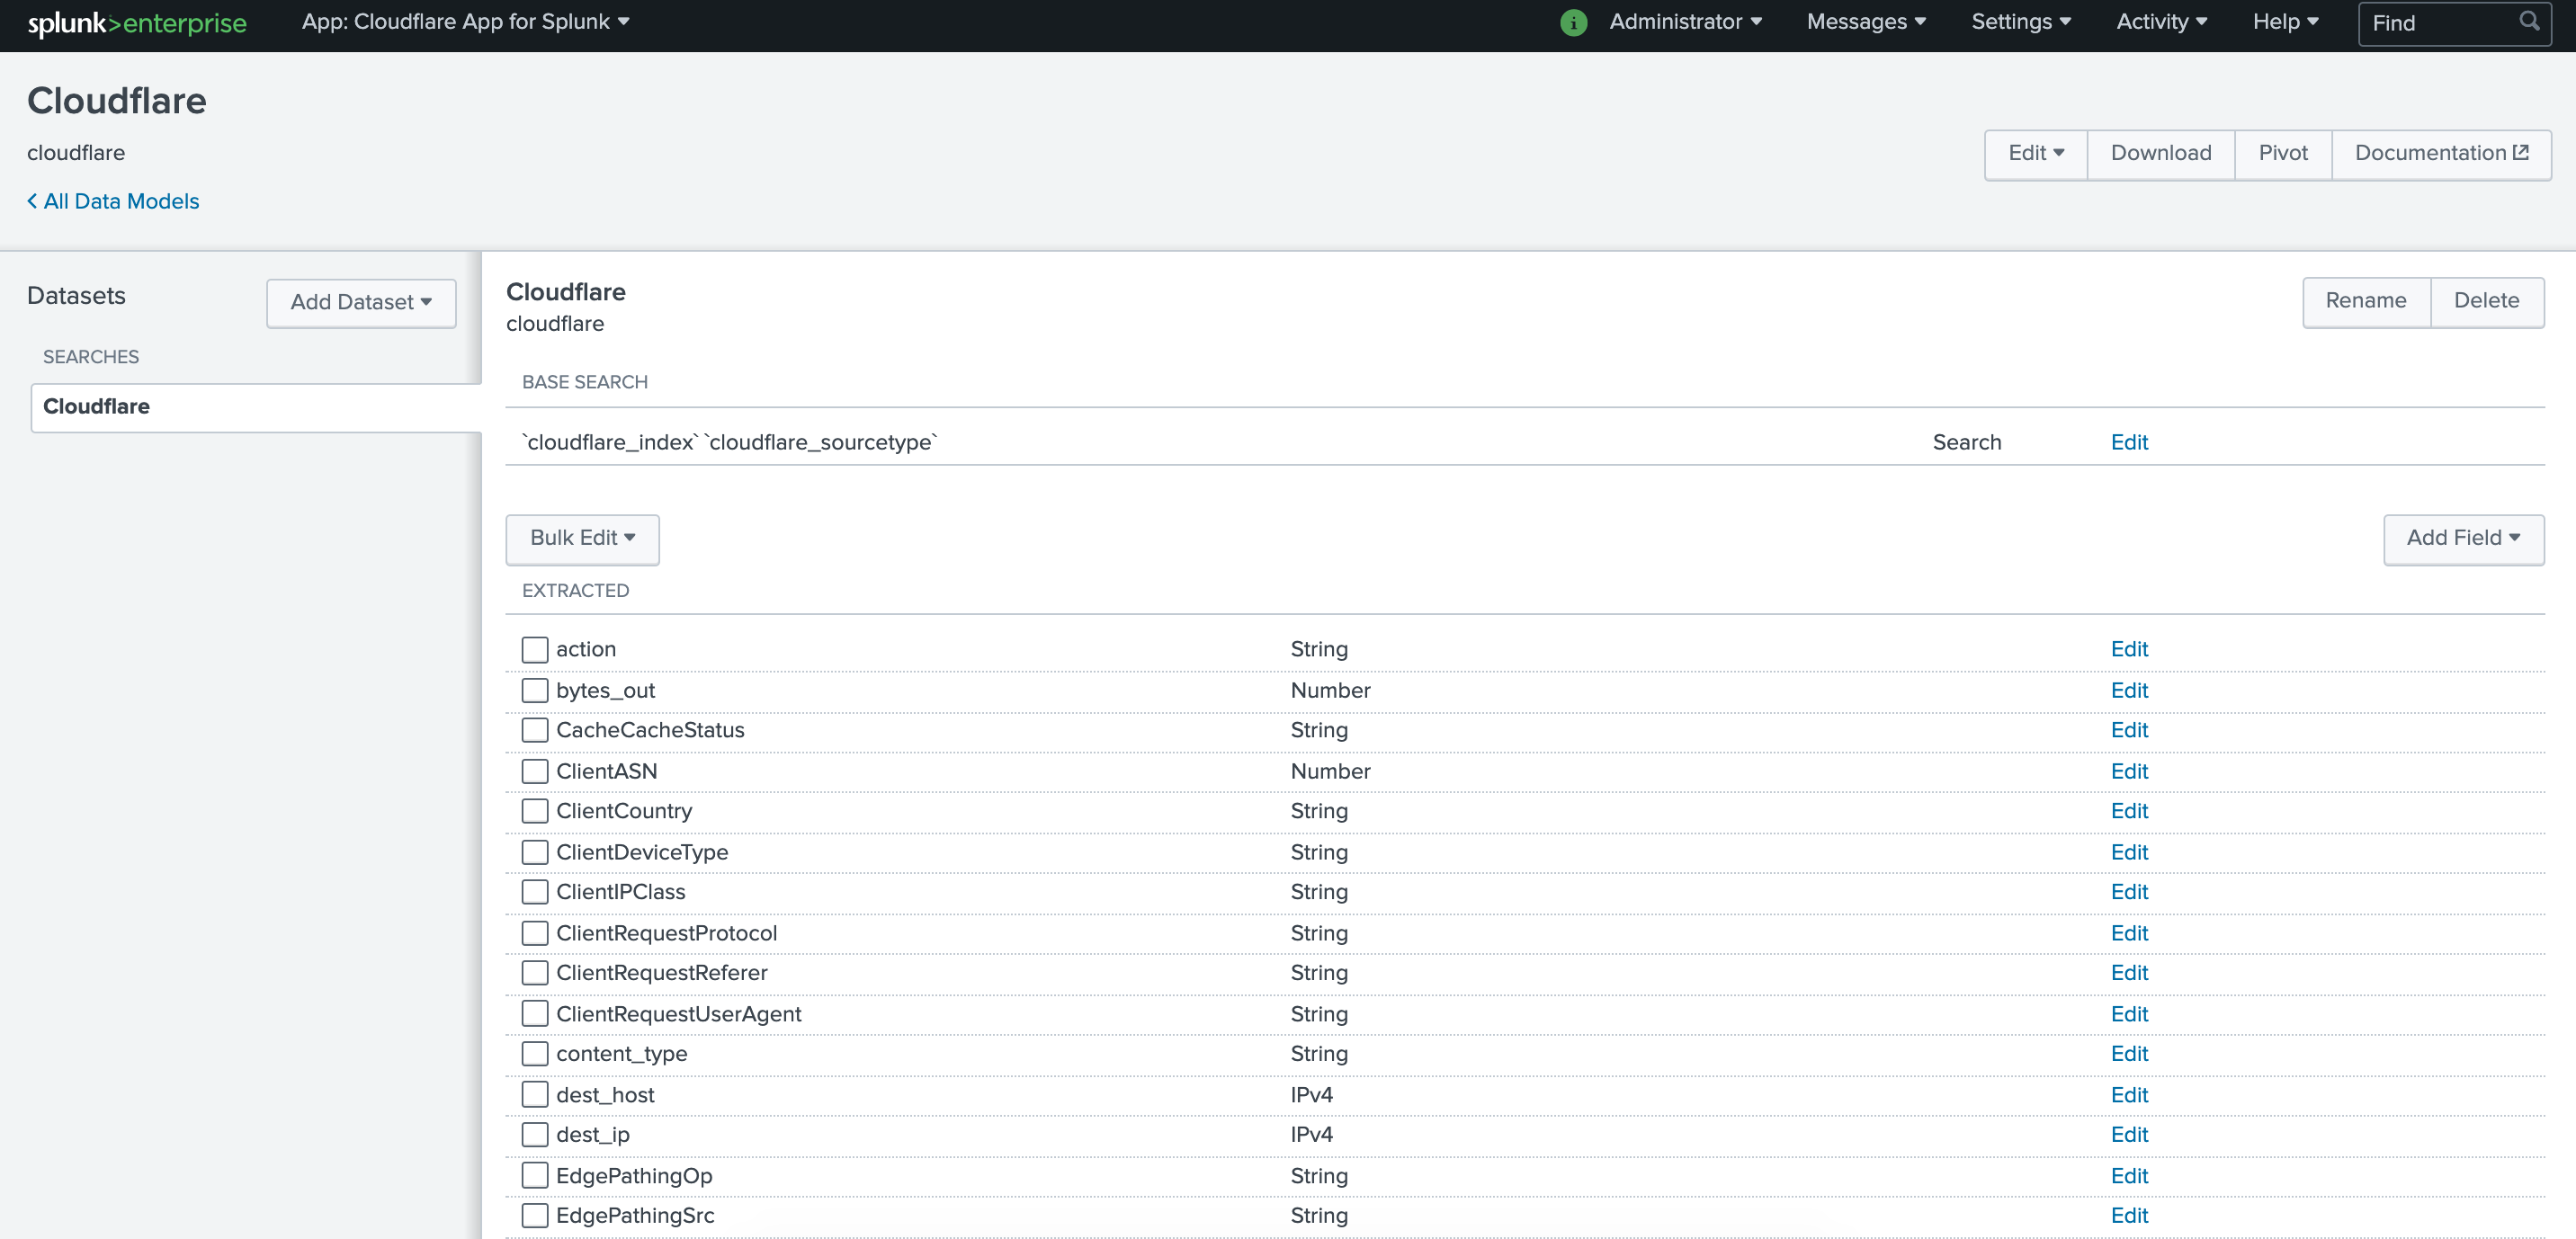 splunk>enterprise App: Cloudflare App for Splunk i Administrator Messages Settings Activity Help Find
Cloudflare
cloudflare
Edit Download Pivot Documentation
< All Data Models
Datasets Add Dataset
SEARCHES
Cloudflare
Cloudflare Rename Delete
cloudflare
BASE SEARCH
`cloudflare_index` `cloudflare_sourcetype` Search Edit
Bulk Edit Add Field
EXTRACTED
action String Edit
bytes_out Number Edit
CacheCacheStatus String Edit
ClientASN Number Edit
ClientCountry String Edit
ClientDeviceType String Edit
ClientIPClass String Edit
ClientRequestProtocol String Edit
ClientRequestReferer String Edit
ClientRequestUserAgent String Edit
content_type String Edit
dest_host IPv4 Edit
dest_ip IPv4 Edit
EdgePathingOp String Edit
EdgePathingSrc String Edit